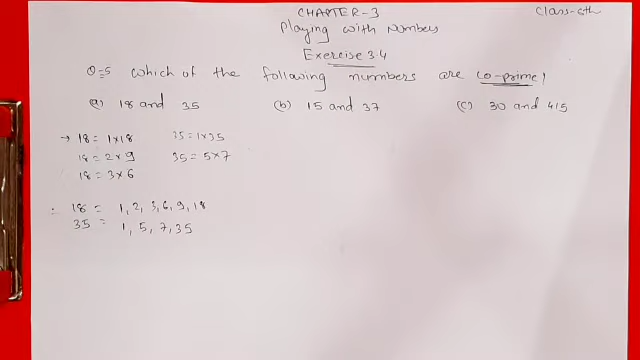 CHAPTER-3
Class-6th
Playing with Numbers
Exercise 3.4
Q=5 which of the following numbers are co-prime!
(a) 18 and 35 (b) 15 and 37 (c) 30 and 415
→ 18 = 1×18 35 = 1×35
18 = 2×9 35 = 5×7
18 = 3×6
:- 18 = 1, 2, 3, 6, 9, 18
35 = 1, 5, 7, 35